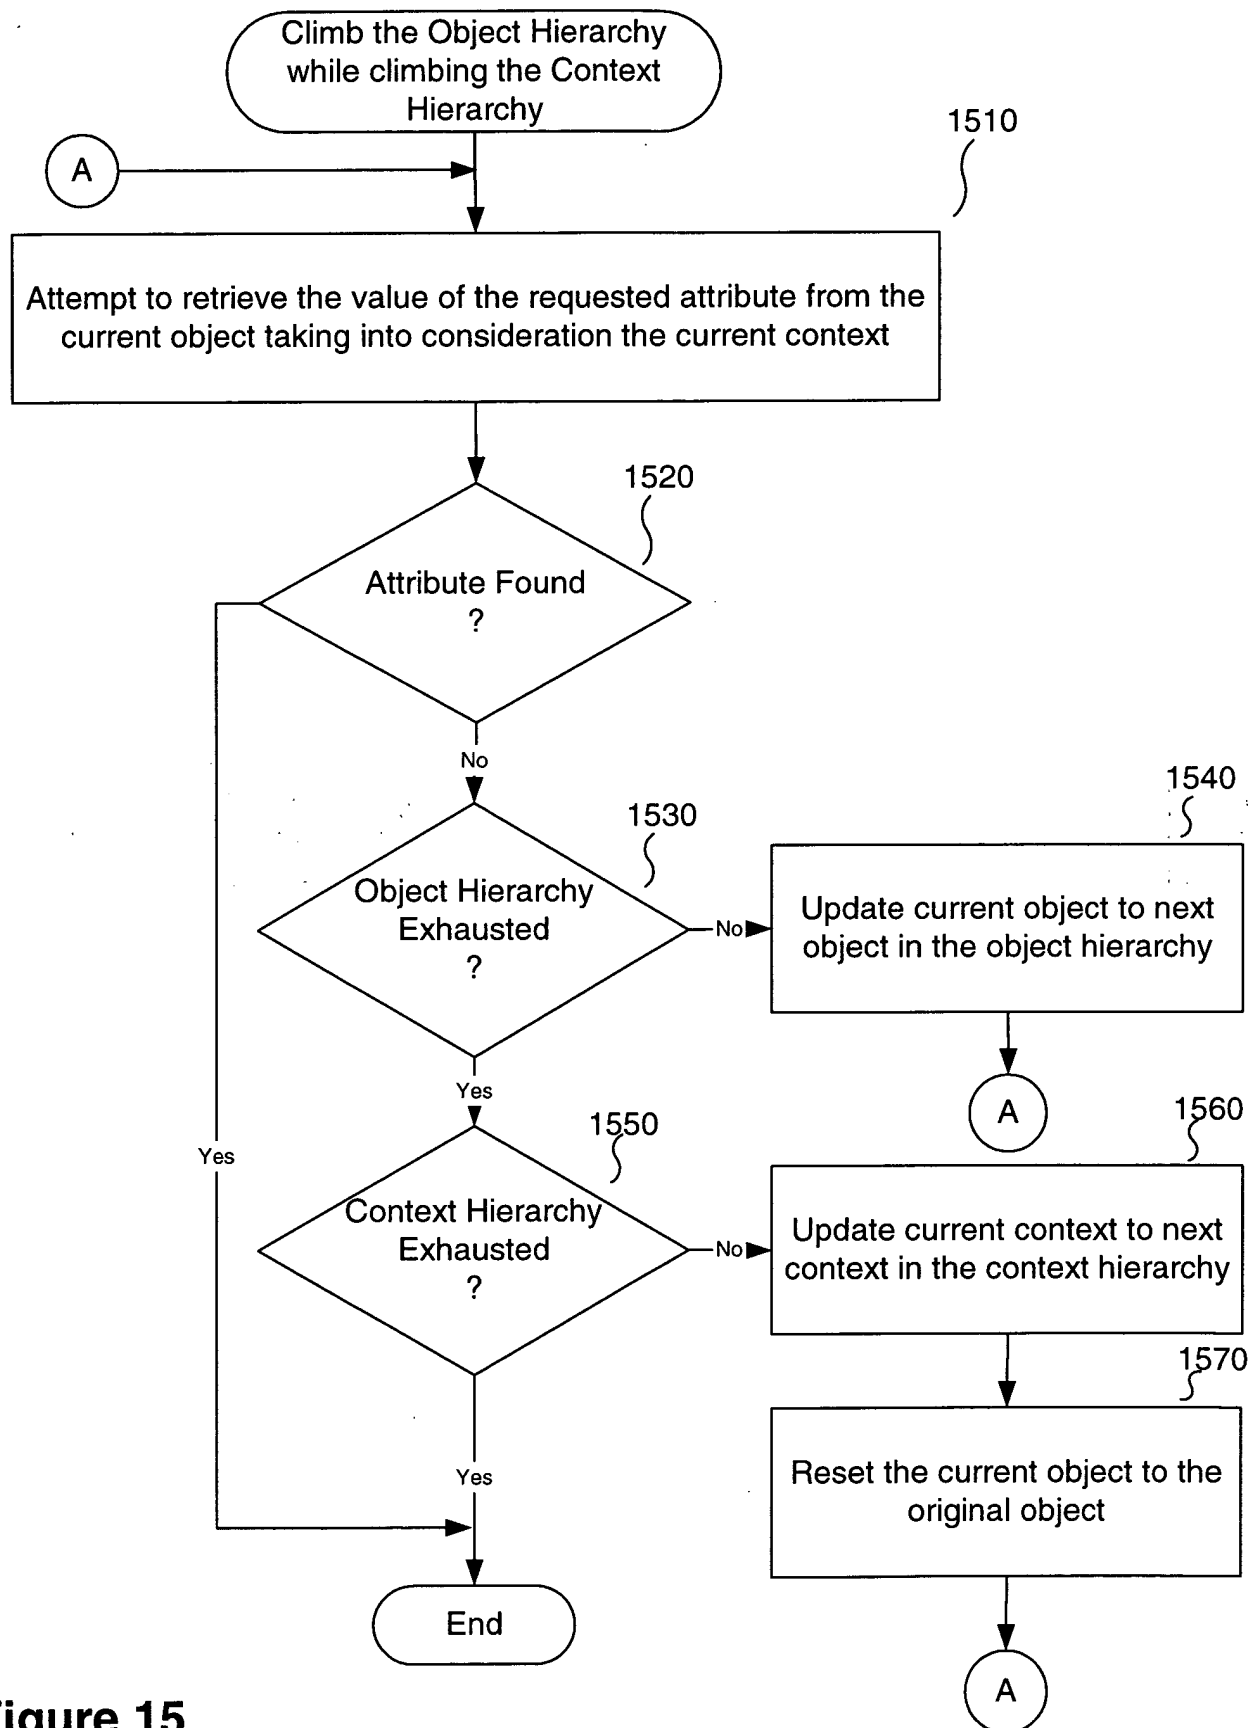 Climb the Object Hierarchy
while climbing the Context
Hierarchy
A
1510
Attempt to retrieve the value of the requested attribute from the
current object taking into consideration the current context
1520
Attribute Found
?
No
1530
1540
Object Hierarchy
Exhausted
?
No
Update current object to next
object in the object hierarchy
Yes
A
1550
1560
Yes
Context Hierarchy
Exhausted
?
No
Update current context to next
context in the context hierarchy
1570
Yes
Reset the current object to the
original object
End
A
igure 15